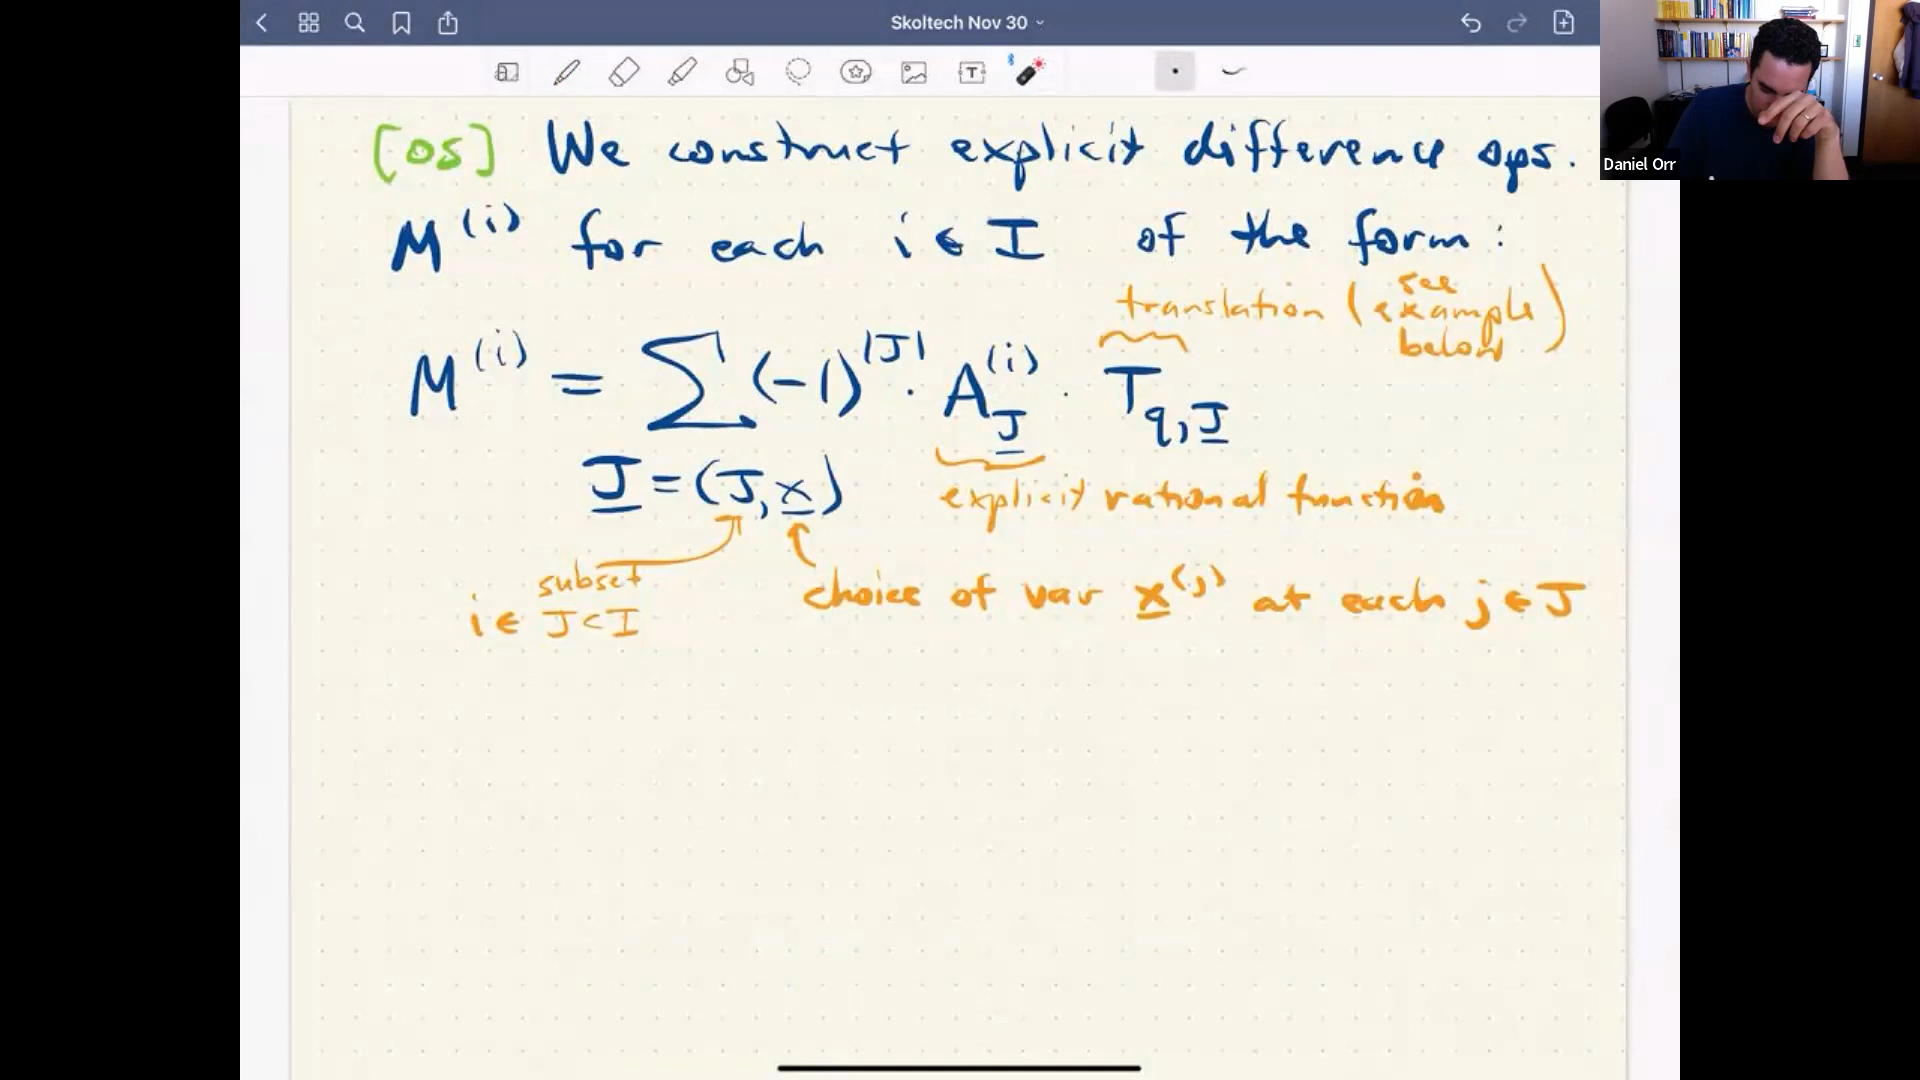 Skoltech Nov 30
Daniel Orr
[OS] We construct explicit difference ops.
M^(i) for each i ∈ I of the form :
translation (see example below)
M^(i) = ∑ (-1)^|J| · A_J^(i) · T_q,J
J = (J, x)
explicit rational function
subset
i ∈ J ⊂ I
choice of var x^(j) at each j ∈ J